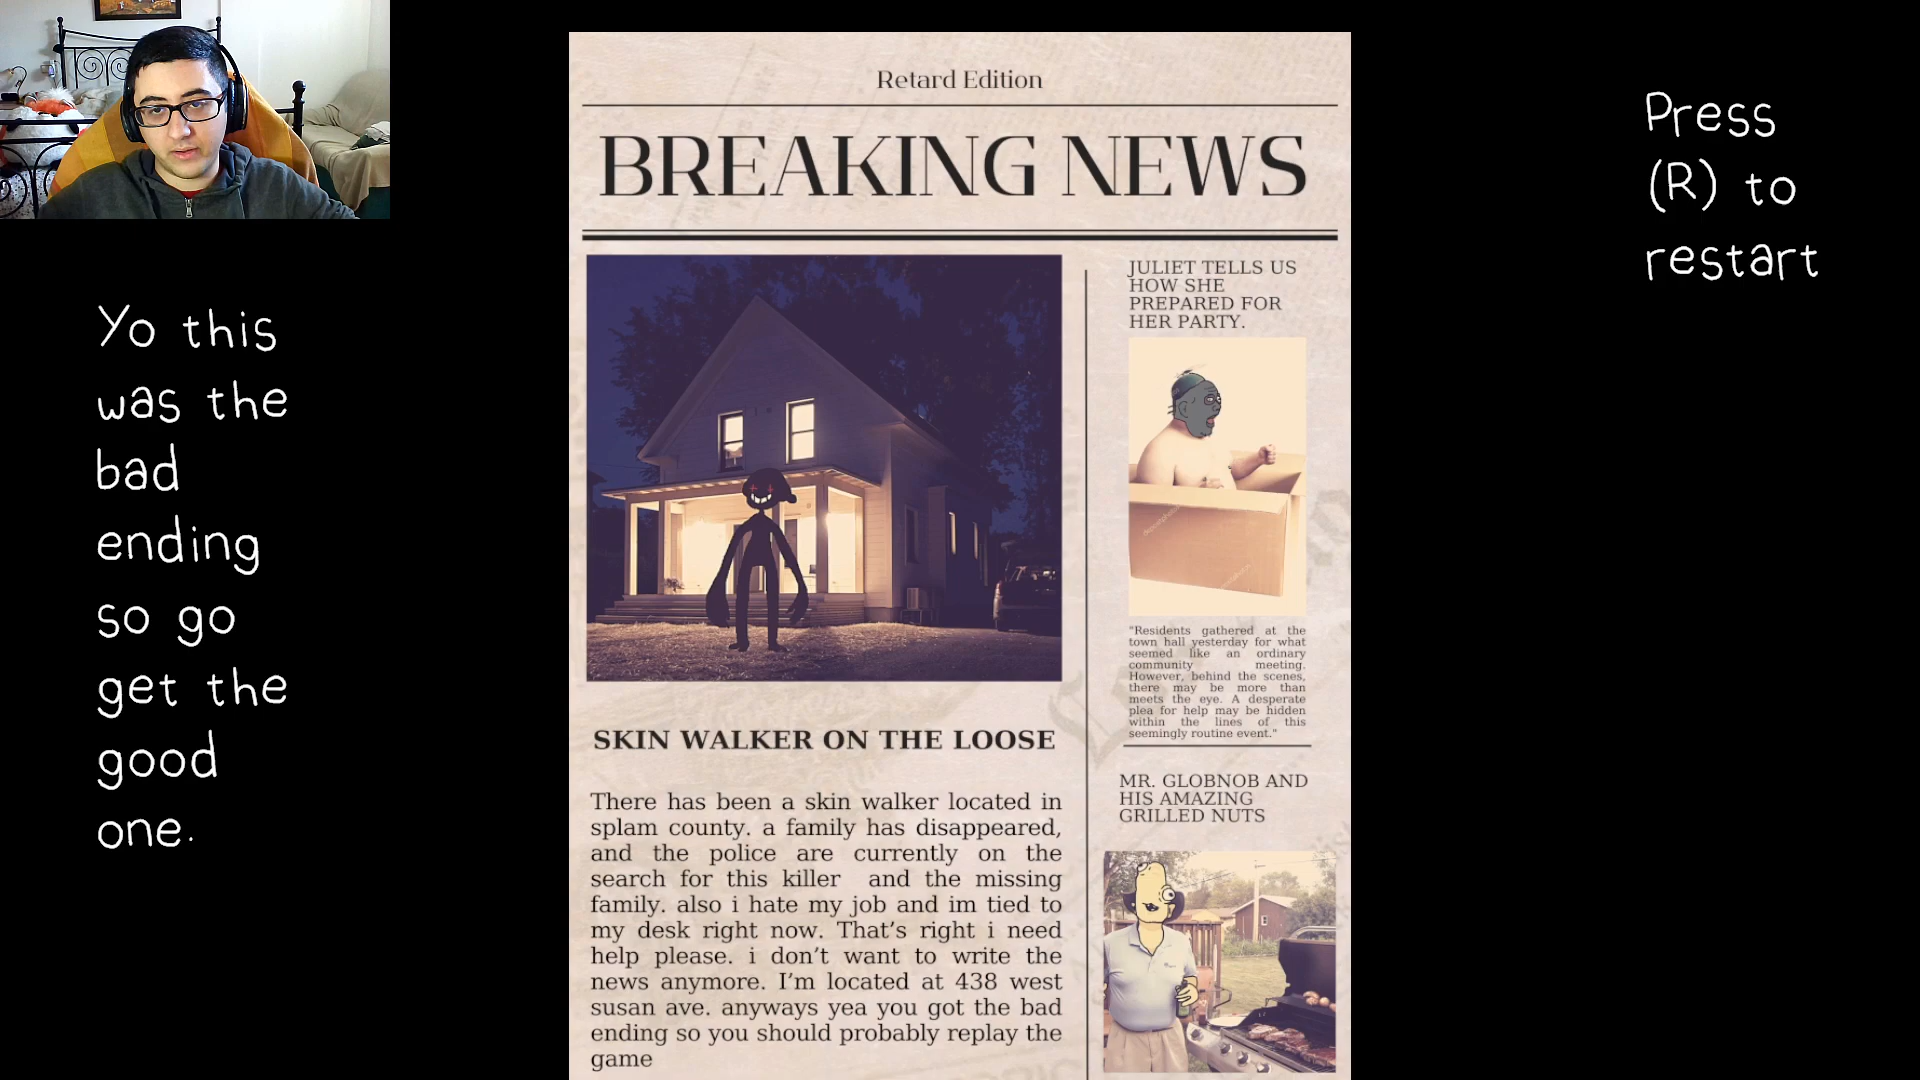 Yo this
was the
bad
ending
so go
get the
good
one.
Retard Edition
BREAKING NEWS
SKIN WALKER ON THE LOOSE
There has been a skin walker located in
splam county. a family has disappeared,
and the police are currently on the
search for this killer and the missing
family. also i hate my job and im tied to
my desk right now. That's right i need
help please. i don't want to write the
news anymore. I'm located at 438 west
susan ave. anyways yea you got the bad
ending so you should probably replay the
game
JULIET TELLS US
HOW SHE
PREPARED FOR
HER PARTY.
"Residents gathered at the
town hall yesterday for what
seemed like an ordinary
community meeting.
However, behind the scenes,
there may be more than
meets the eye. A desperate
plea for help may be hidden
within the lines of this
seemingly routine event."
MR. GLOBNOB AND
HIS AMAZING
GRILLED NUTS
Press
(R) to
restart